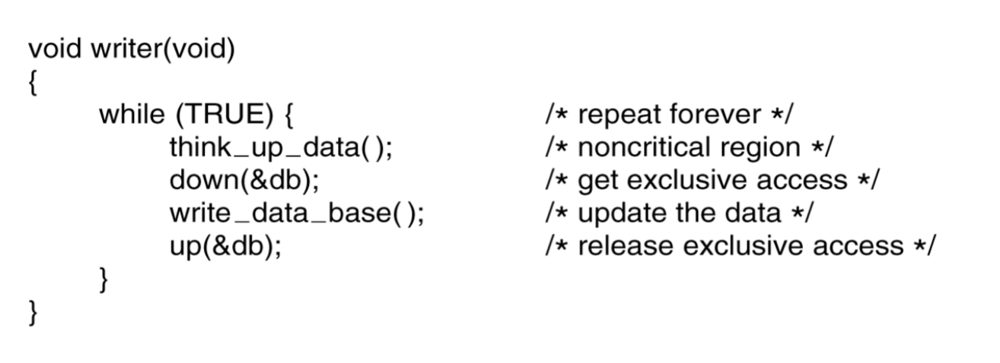 void writer(void)
{
while (TRUE) { /* repeat forever */
think_up_data( ); /* noncritical region */
down(&db); /* get exclusive access */
write_data_base( ); /* update the data */
up(&db); /* release exclusive access */
}
}